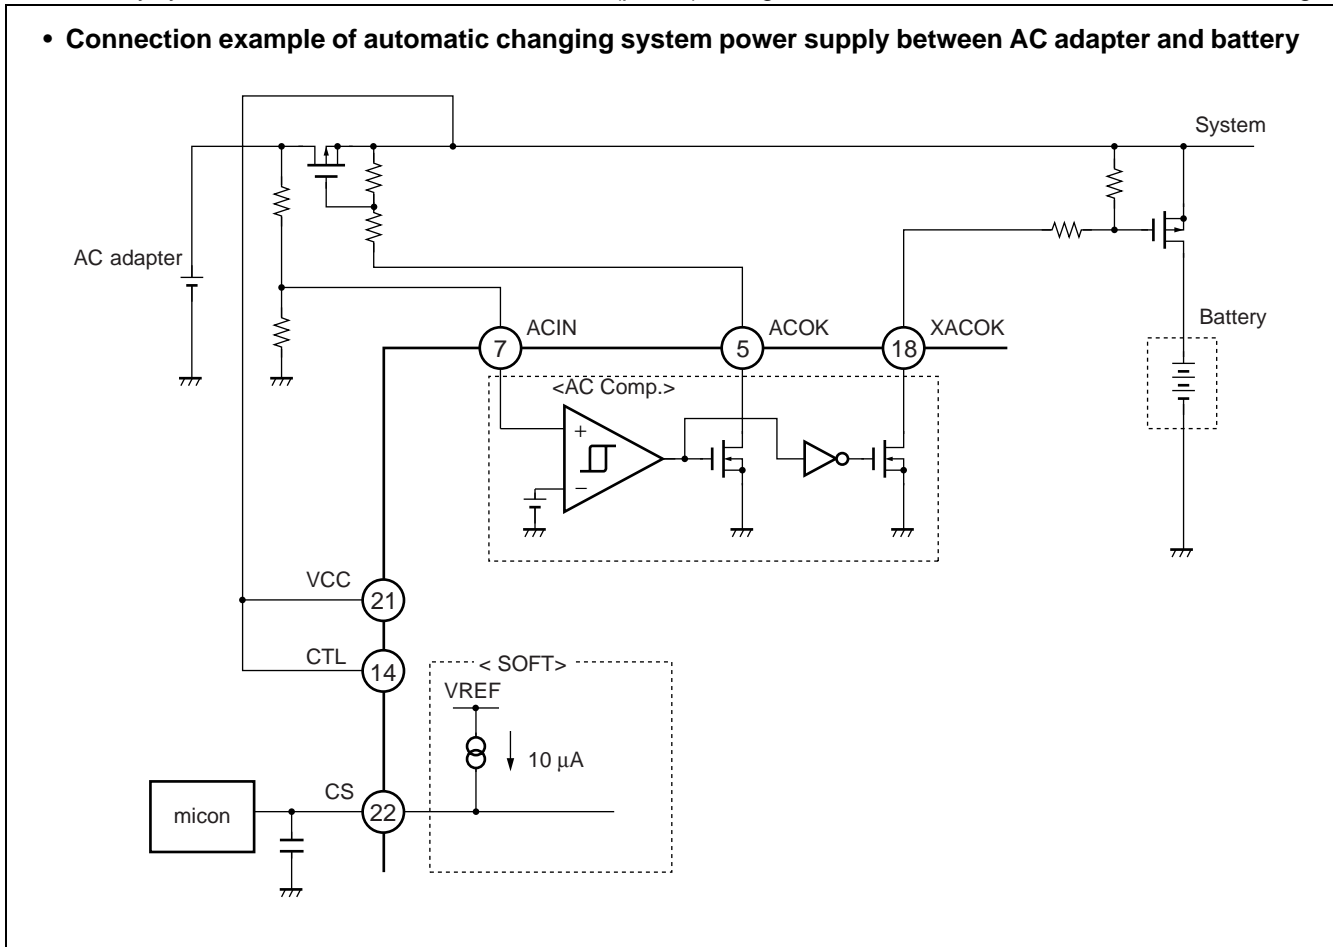 • Connection example of automatic changing system power supply between AC adapter and battery
System
AC adapter
Battery
ACIN
ACOK
XACOK
7
5
18
<AC Comp.>
+
−
VCC
21
CTL
14
< SOFT>
VREF
10 μA
CS
22
micon